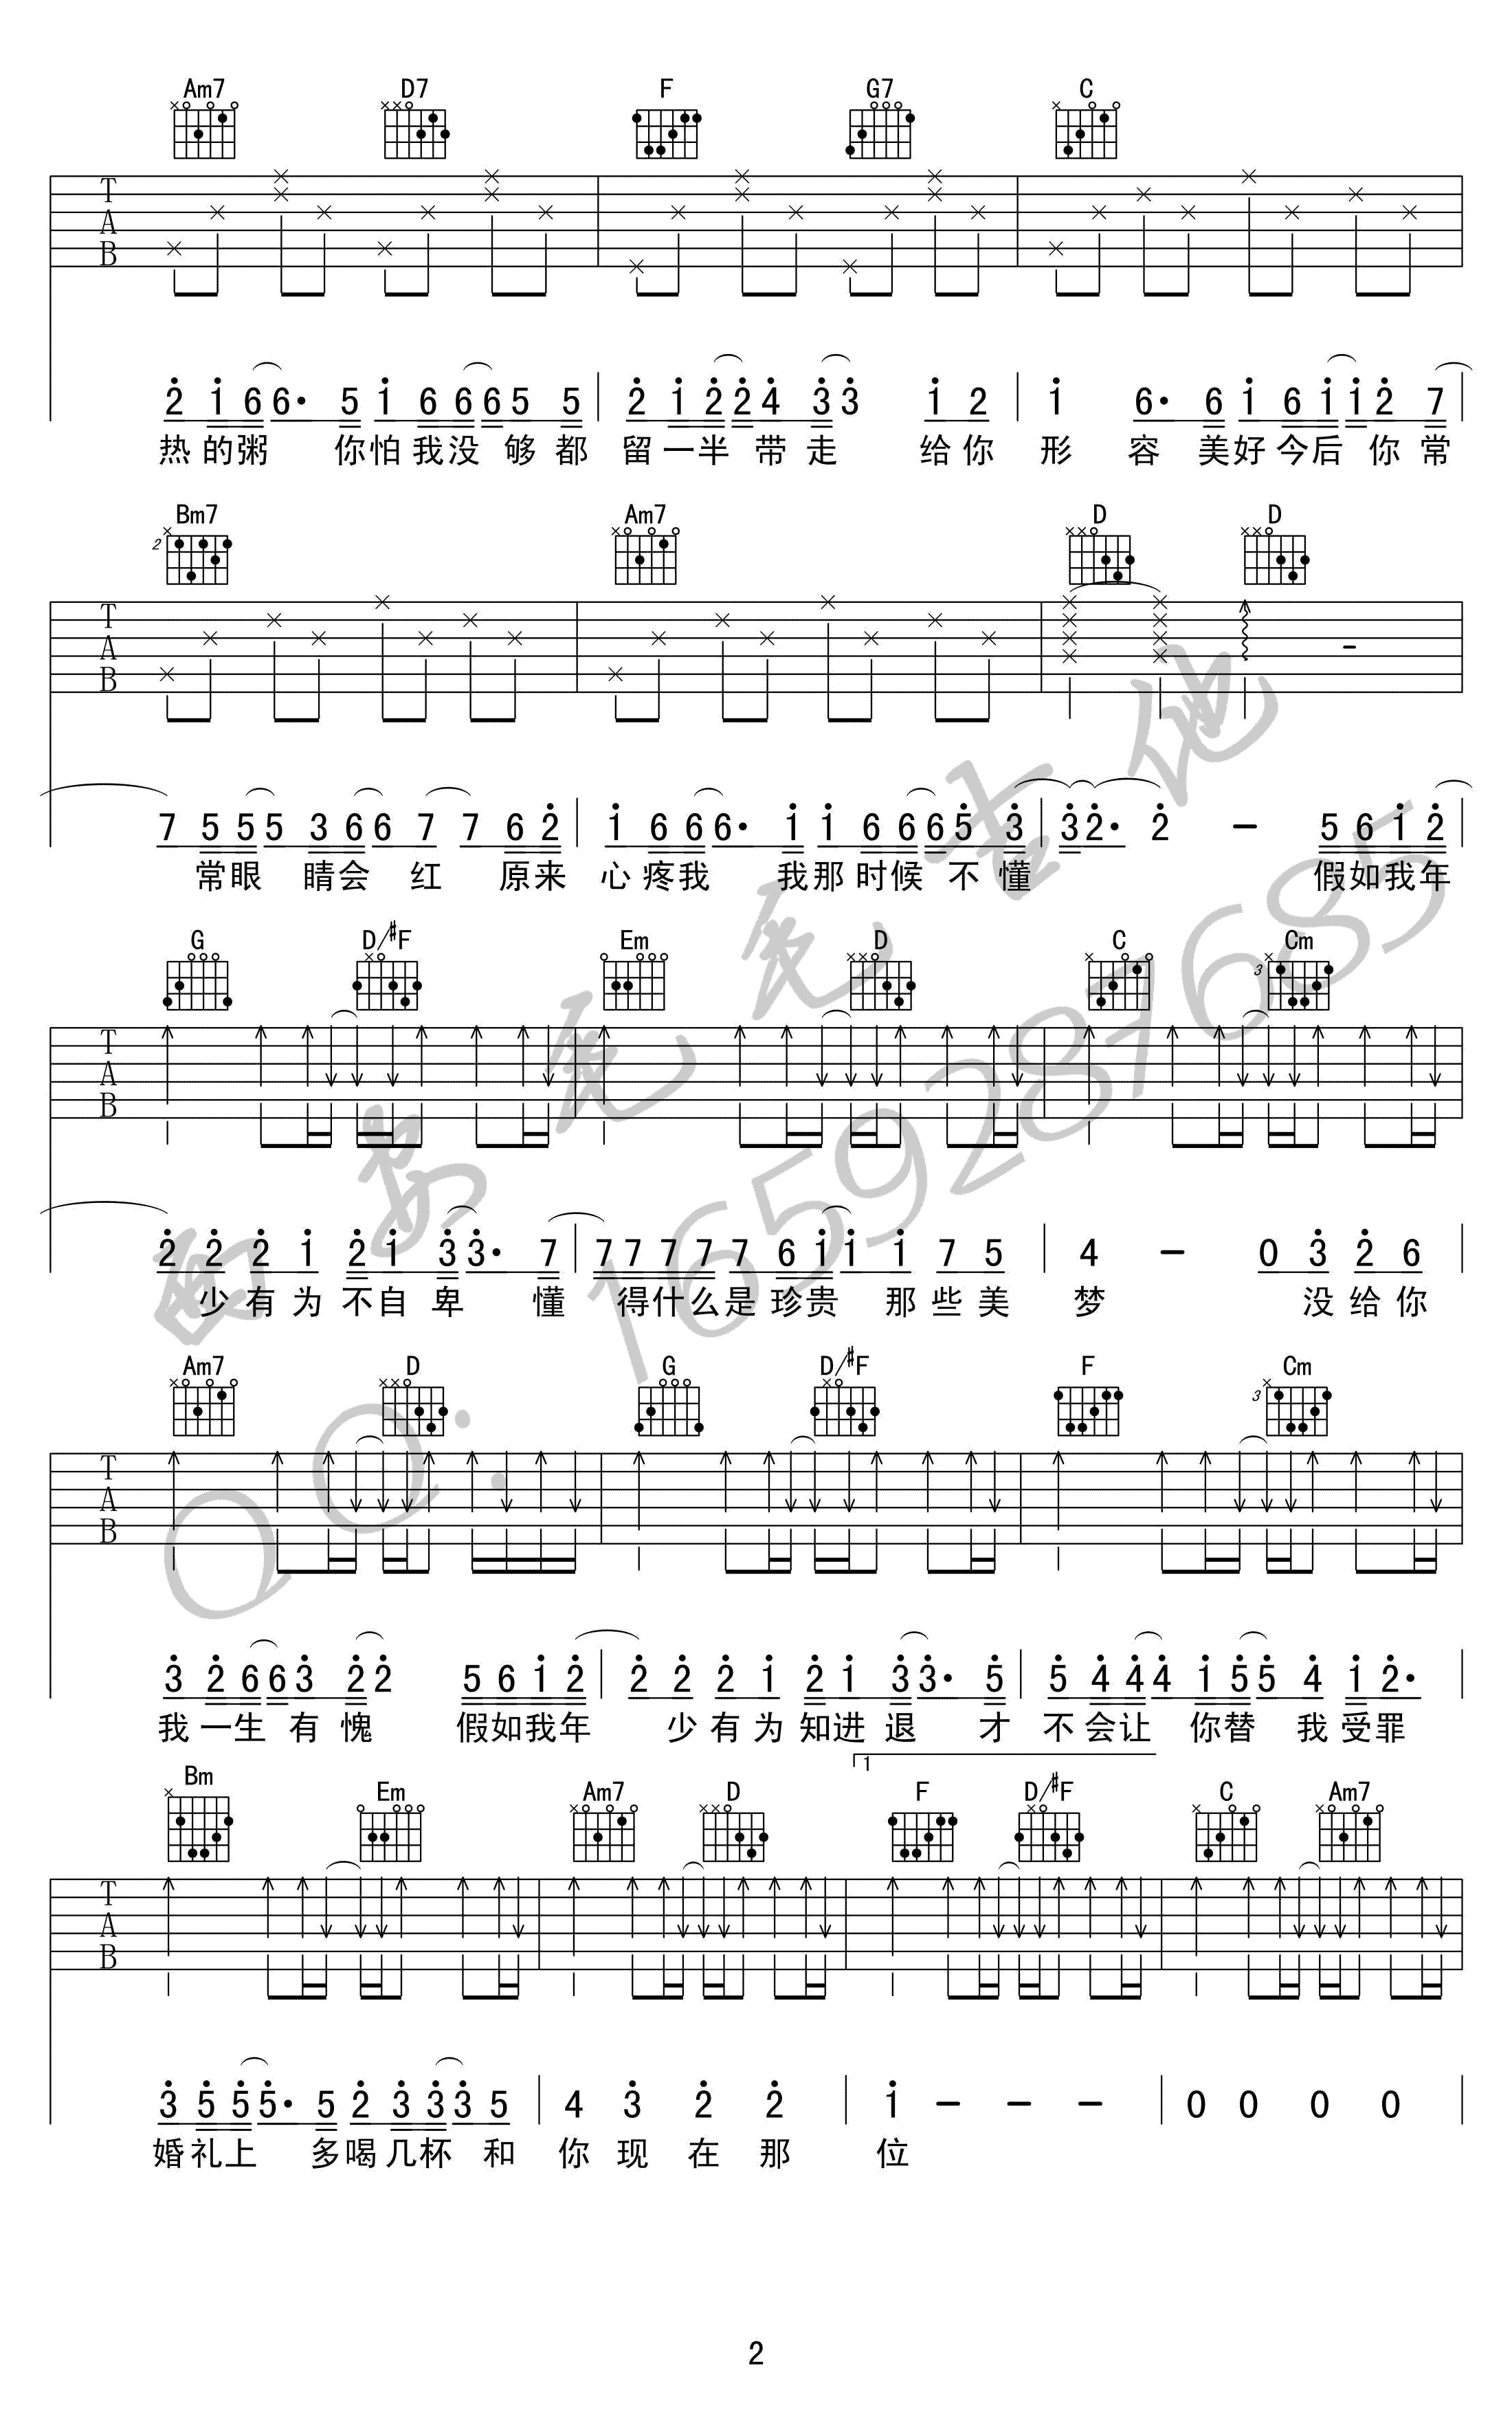 Am7 D7 F G7 C
T
A
B
2 1 6 6· 5 1 6 6 6 5 5 2 1 2 2 4 3 3 1 2 1 6· 6 1 6 1 1 2 7
热的粥 你怕我没够都 留一半带走 给你 形容美好今后你常
Bm7 Am7 D D
2
T
A
B
7 5 5 5 3 6 6 7 7 6 2 1 6 6 6· 1 1 6 6 6 5 3 3 2· 2 – 5 6 1 2
常眼睛会红 原来 心疼我 我那时候不懂 假如我年
G D/#F Em D C Cm
3
T
A
B
2 2 2 1 2 1 3 3· 7 7 7 7 7 7 6 1 1 1 7 5 4 – 0 3 2 6
少有为不自卑 懂 得什么是珍贵 那些美 梦 没给你
Am7 D G D/#F F Cm
3
T
A
B
3 2 6 6 3 2 2 5 6 1 2 2 2 2 1 2 1 3 3· 5 5 4 4 4 1 5 5 4 1 2·
我一生有愧 假如我年 少有为知进退 才 不会让你替我受罪
1
Bm Em Am7 D F D/#F C Am7
T
A
B
3 5 5 5· 5 2 3 3 3 5 4 3 2 2 1 – – – 0 0 0 0
婚礼上 多喝几杯和 你现在那 位
西安尾尾吉他
QQ：1659287685
2